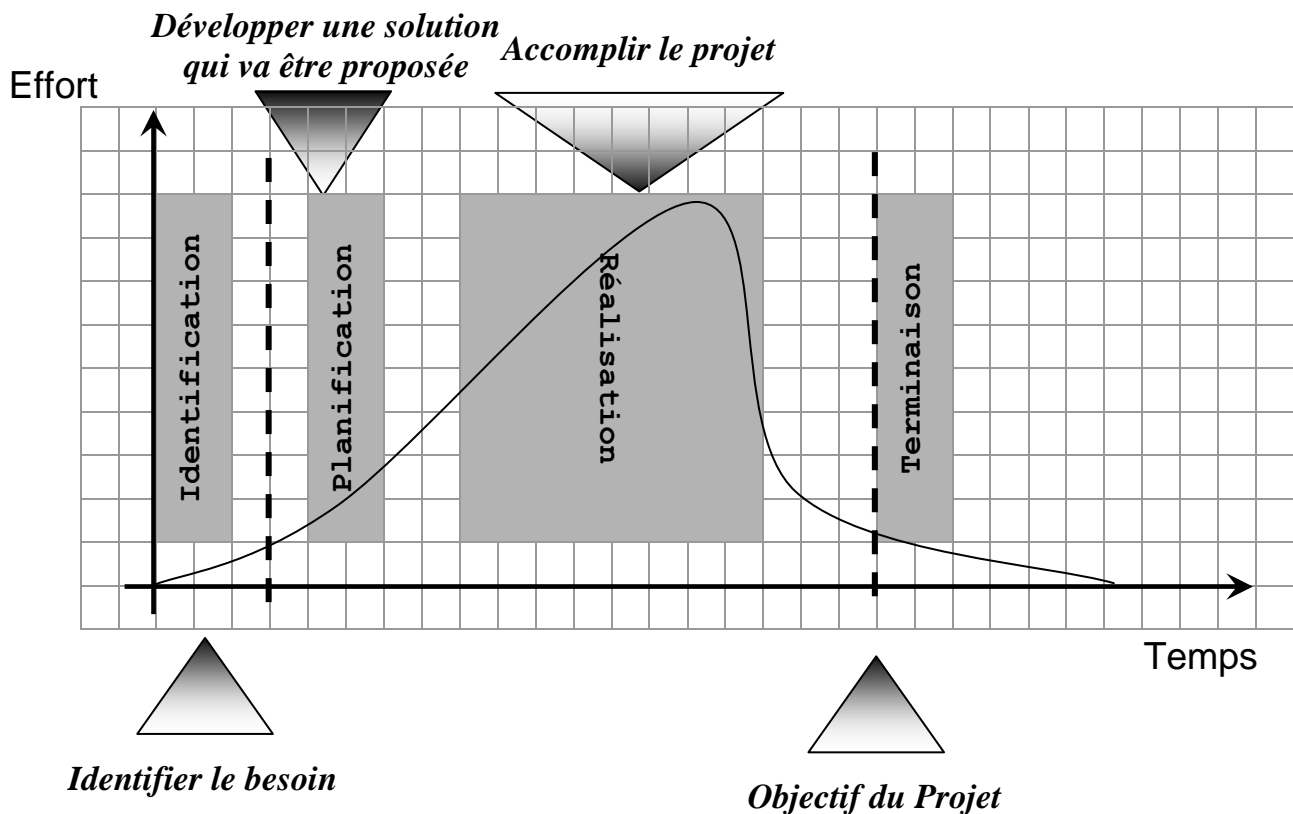 Développer une solution
qui va être proposée
Accomplir le projet
Effort
Identification
Planification
Réalisation
Terminaison
Temps
Identifier le besoin
Objectif du Projet